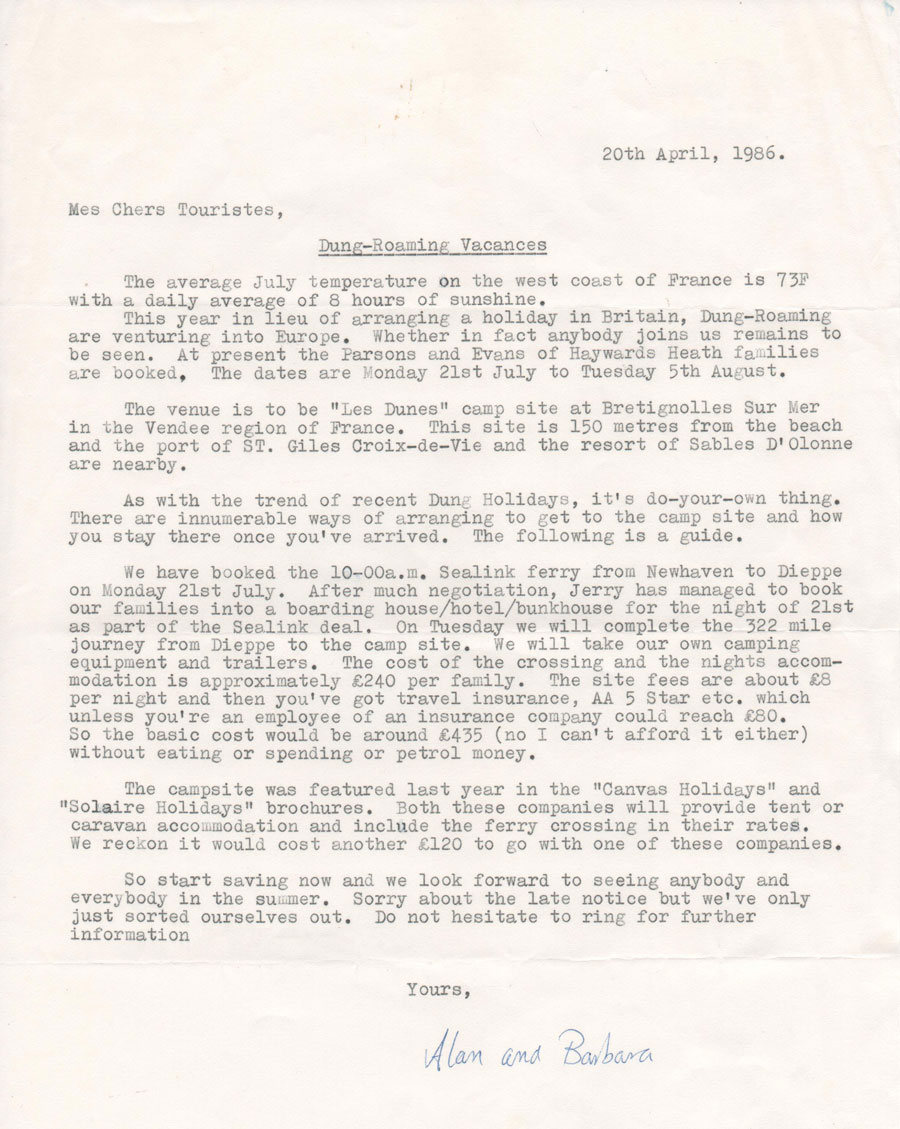 20th April, 1986.
Mes Chers Touristes,
Dung-Roaming Vacances
The average July temperature on the west coast of France is 73F
with a daily average of 8 hours of sunshine.
This year in lieu of arranging a holiday in Britain, Dung-Roaming
are venturing into Europe. Whether in fact anybody joins us remains to
be seen. At present the Parsons and Evans of Haywards Heath families
are booked. The dates are Monday 21st July to Tuesday 5th August.
The venue is to be "Les Dunes" camp site at Bretignolles Sur Mer
in the Vendee region of France. This site is 150 metres from the beach
and the port of ST. Giles Croix-de-Vie and the resort of Sables D'Olonne
are nearby.
As with the trend of recent Dung Holidays, it's do-your-own thing.
There are innumerable ways of arranging to get to the camp site and how
you stay there once you've arrived. The following is a guide.
We have booked the 10-00a.m. Sealink ferry from Newhaven to Dieppe
on Monday 21st July. After much negotiation, Jerry has managed to book
our families into a boarding house/hotel/bunkhouse for the night of 21st
as part of the Sealink deal. On Tuesday we will complete the 322 mile
journey from Dieppe to the camp site. We will take our own camping
equipment and trailers. The cost of the crossing and the nights accom-
modation is approximately £240 per family. The site fees are about £8
per night and then you've got travel insurance, AA 5 Star etc. which
unless you're an employee of an insurance company could reach £80.
So the basic cost would be around £435 (no I can't afford it either)
without eating or spending or petrol money.
The campsite was featured last year in the "Canvas Holidays" and
"Solaire Holidays" brochures. Both these companies will provide tent or
caravan accommodation and include the ferry crossing in their rates.
We reckon it would cost another £120 to go with one of these companies.
So start saving now and we look forward to seeing anybody and
everybody in the summer. Sorry about the late notice but we've only
just sorted ourselves out. Do not hesitate to ring for further
information
Yours,
Alan and Barbara